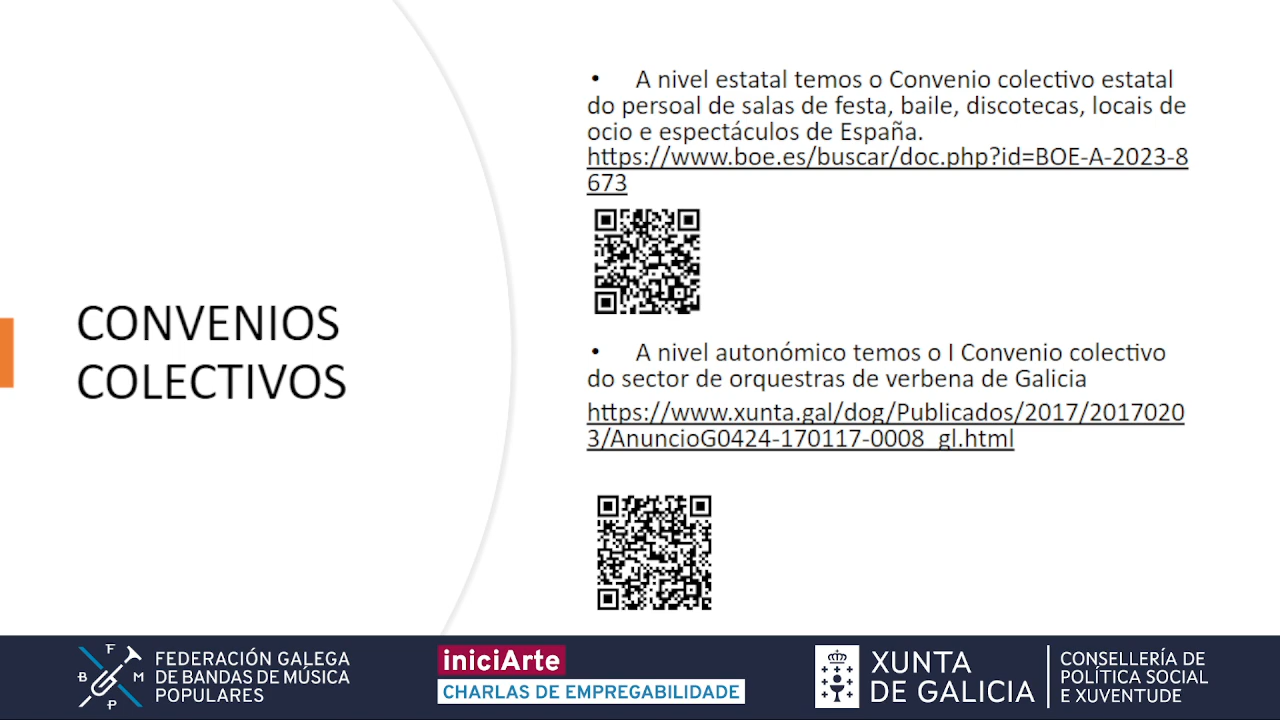 CONVENIOS
COLECTIVOS
• A nivel estatal temos o Convenio colectivo estatal
do persoal de salas de festa, baile, discotecas, locais de
ocio e espectáculos de España.
https://www.boe.es/buscar/doc.php?id=BOE-A-2023-8
673
• A nivel autonómico temos o I Convenio colectivo
do sector de orquestras de verbena de Galicia
https://www.xunta.gal/dog/Publicados/2017/2017020
3/AnuncioG0424-170117-0008_gl.html
F
B M
P
FEDERACIÓN GALEGA
DE BANDAS DE MÚSICA
POPULARES
iniciArte
CHARLAS DE EMPREGABILIDADE
XUNTA
DE GALICIA
CONSELLERÍA DE
POLÍTICA SOCIAL
E XUVENTUDE